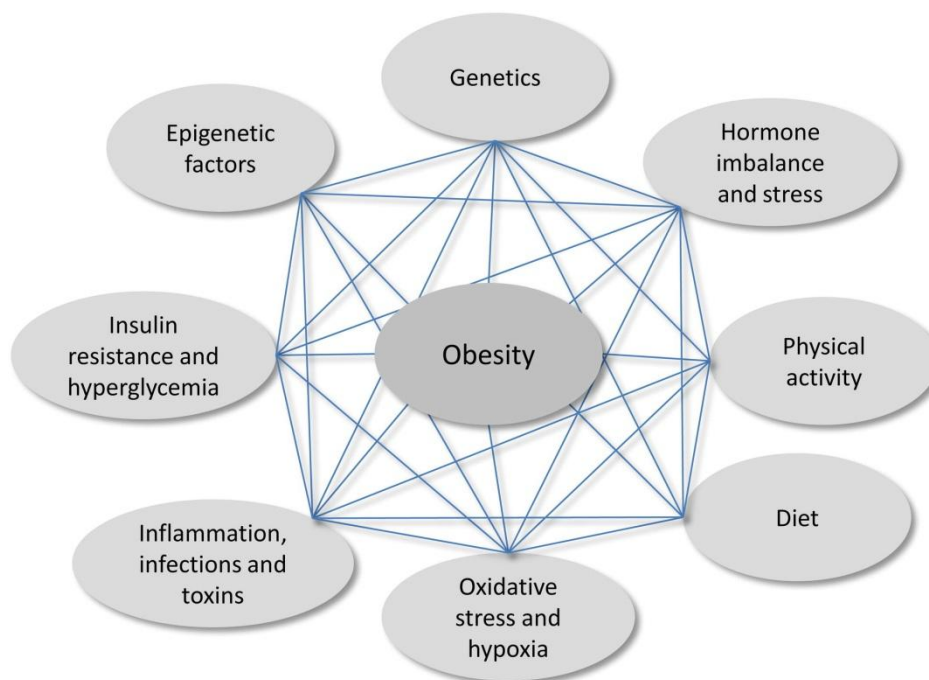 Genetics
Epigenetic
factors
Hormone
imbalance
and stress
Insulin
resistance and
hyperglycemia
Obesity
Physical
activity
Diet
Inflammation,
infections and
toxins
Oxidative
stress and
hypoxia